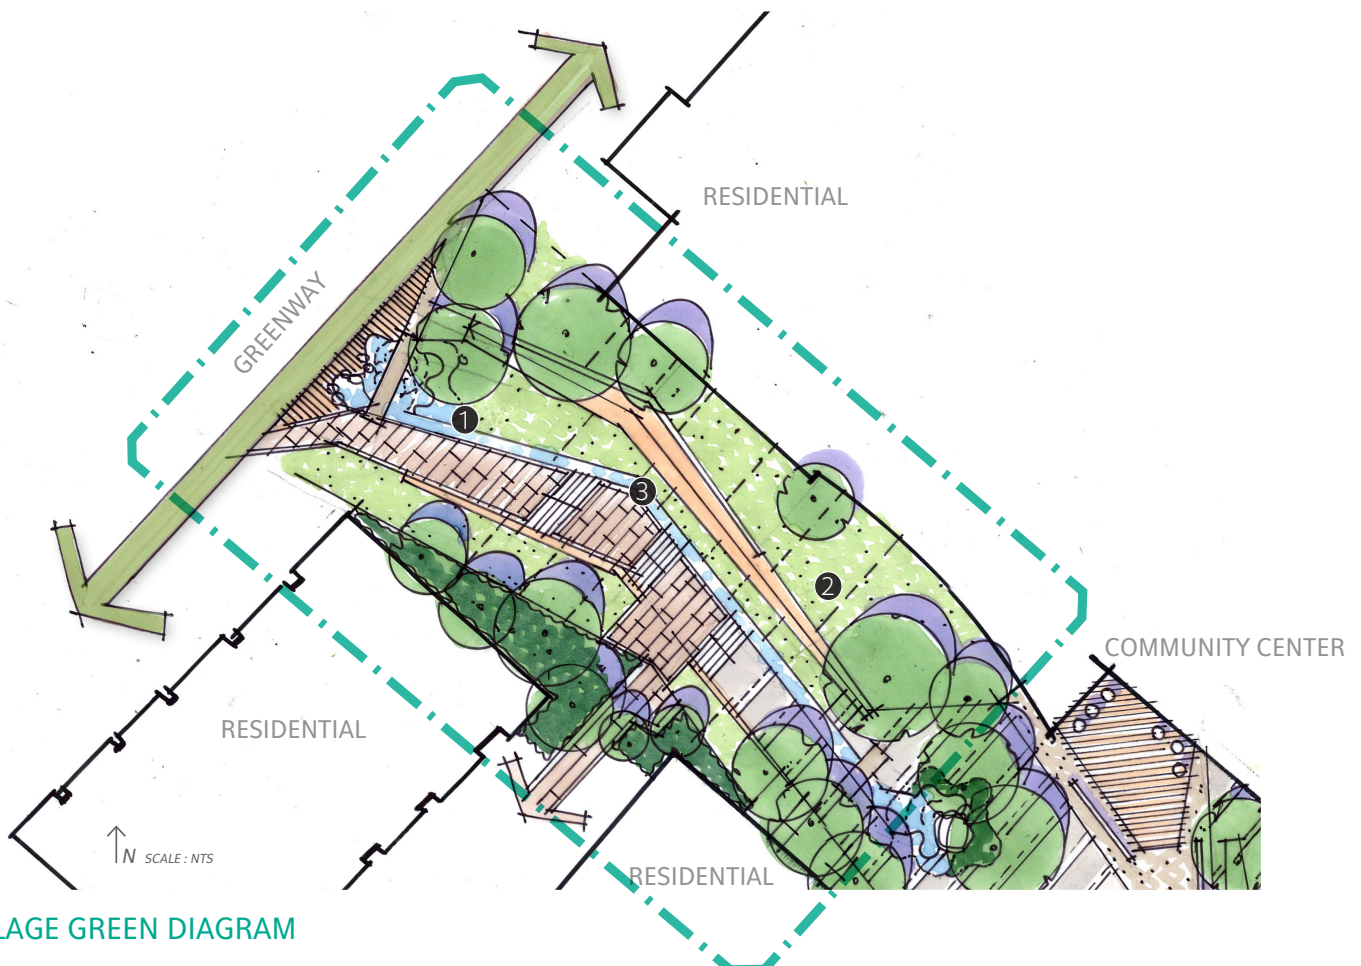 RESIDENTIAL
GREENWAY
1
3
2
COMMUNITY CENTER
RESIDENTIAL
N SCALE : NTS
RESIDENTIAL
LAGE GREEN DIAGRAM